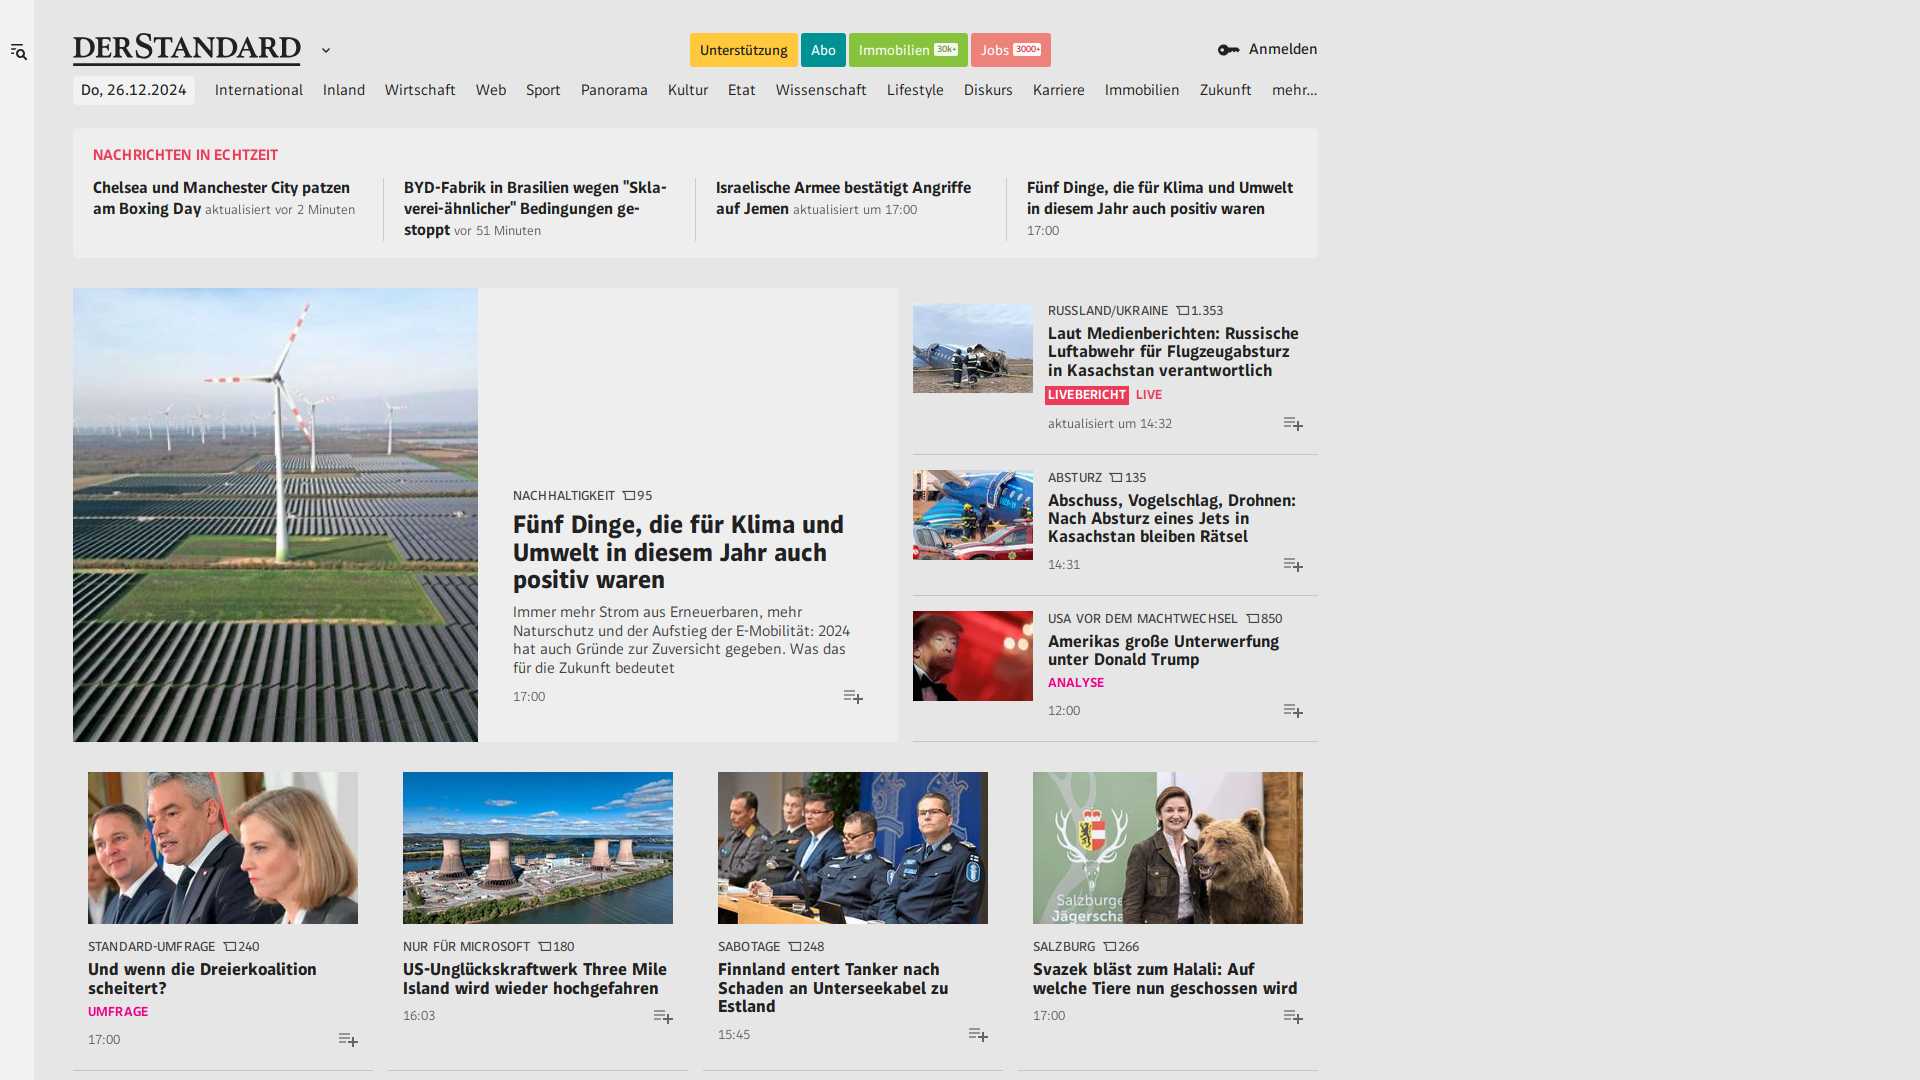 DERSTANDARD
Unterstützung
Abo
Immobilien 30k+
Jobs 3000+
Anmelden
Do, 26.12.2024
International
Inland
Wirtschaft
Web
Sport
Panorama
Kultur
Etat
Wissenschaft
Lifestyle
Diskurs
Karriere
Immobilien
Zukunft
mehr…
NACHRICHTEN IN ECHTZEIT
Chelsea und Manchester City patzen
am Boxing Day aktualisiert vor 2 Minuten
BYD-Fabrik in Brasilien wegen "Skla-
verei-ähnlicher" Bedingungen ge-
stoppt vor 51 Minuten
Israelische Armee bestätigt Angriffe
auf Jemen aktualisiert um 17:00
Fünf Dinge, die für Klima und Umwelt
in diesem Jahr auch positiv waren
17:00
NACHHALTIGKEIT 95
Fünf Dinge, die für Klima und
Umwelt in diesem Jahr auch
positiv waren
Immer mehr Strom aus Erneuerbaren, mehr
Naturschutz und der Aufstieg der E-Mobilität: 2024
hat auch Gründe zur Zuversicht gegeben. Was das
für die Zukunft bedeutet
17:00
RUSSLAND/UKRAINE 1.353
Laut Medienberichten: Russische
Luftabwehr für Flugzeugabsturz
in Kasachstan verantwortlich
LIVEBERICHT LIVE
aktualisiert um 14:32
ABSTURZ 135
Abschuss, Vogelschlag, Drohnen:
Nach Absturz eines Jets in
Kasachstan bleiben Rätsel
14:31
USA VOR DEM MACHTWECHSEL 850
Amerikas große Unterwerfung
unter Donald Trump
ANALYSE
12:00
STANDARD-UMFRAGE 240
Und wenn die Dreierkoalition
scheitert?
UMFRAGE
17:00
NUR FÜR MICROSOFT 180
US-Unglückskraftwerk Three Mile
Island wird wieder hochgefahren
16:03
SABOTAGE 248
Finnland entert Tanker nach
Schaden an Unterseekabel zu
Estland
15:45
Salzburge
Jägerscha
SALZBURG 266
Svazek bläst zum Halali: Auf
welche Tiere nun geschossen wird
17:00